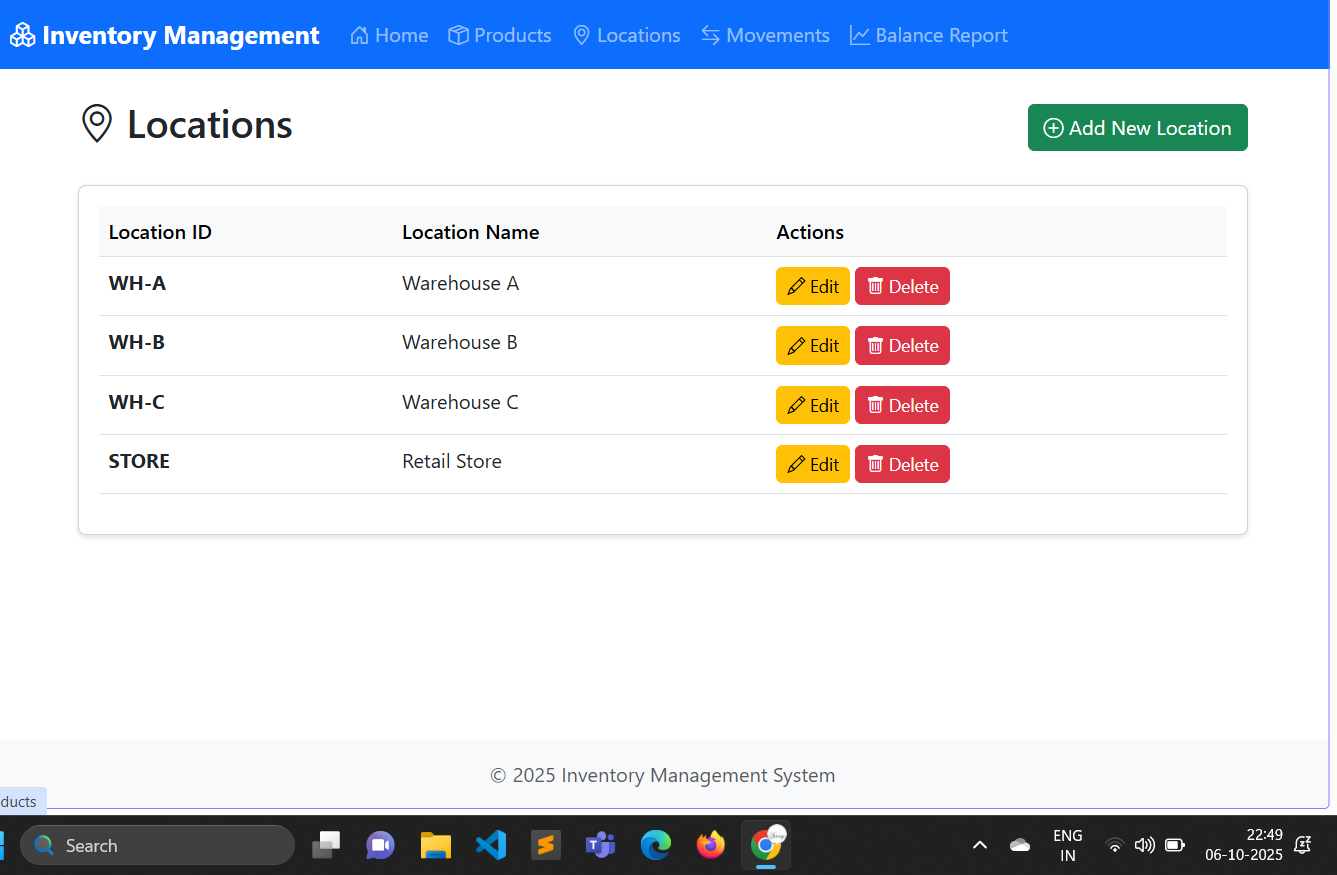 Inventory Management Home Products Locations Movements Balance Report
Locations
Add New Location
Location ID Location Name Actions
WH-A Warehouse A Edit Delete
WH-B Warehouse B Edit Delete
WH-C Warehouse C Edit Delete
STORE Retail Store Edit Delete
© 2025 Inventory Management System
ducts
Search
ENG
IN
22:49
06-10-2025